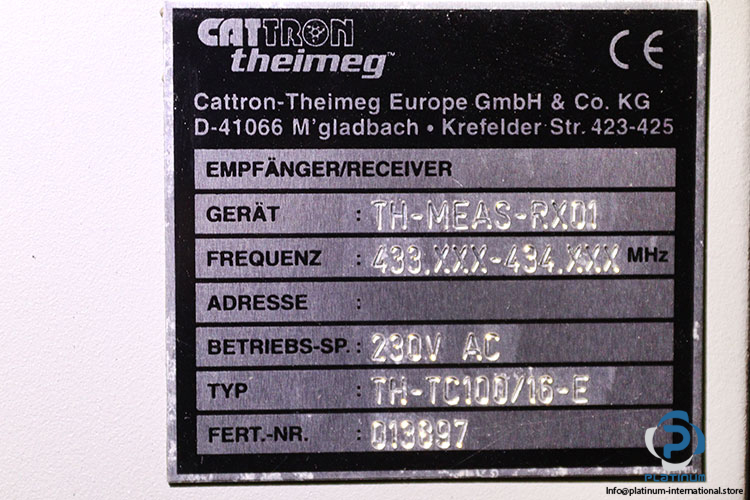 CATTRON
theimeg™
CE
Cattron-Theimeg Europe GmbH & Co. KG
D-41066 M'gladbach • Krefelder Str. 423-425
EMPFÄNGER/RECEIVER
GERÄT : TH-MEAS-RX01
FREQUENZ : 433.XXX-434.XXX MHz
ADRESSE :
BETRIEBS-SP. : 230V AC
TYP : TH-TC100/16-E
FERT.-NR. : 013897
PLATINUM
Info@platinum-international.store